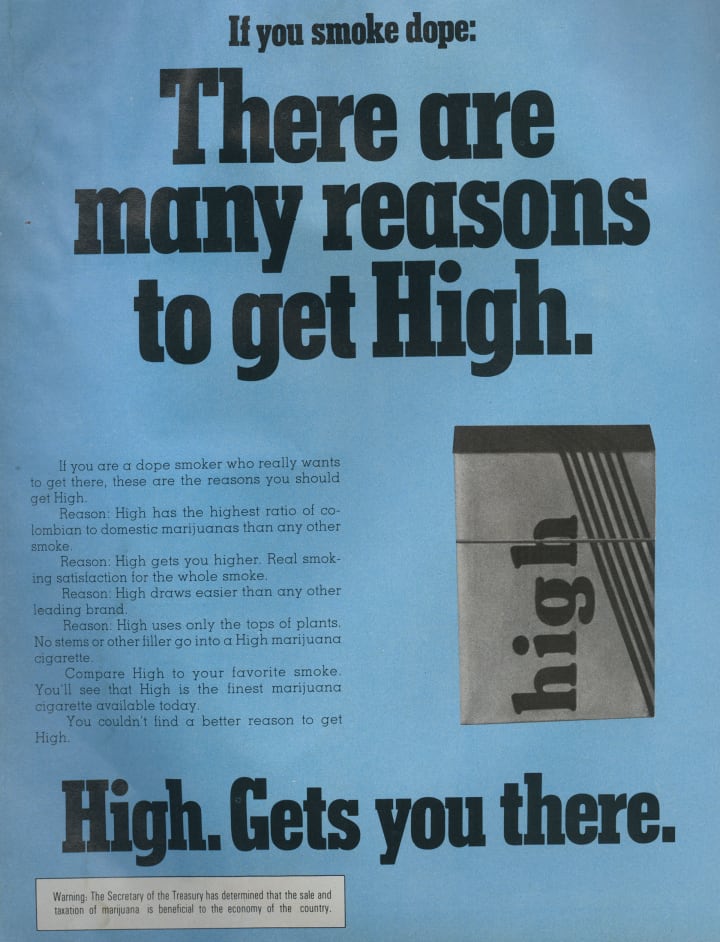 If you smoke dope:
There are
many reasons
to get High.
If you are a dope smoker who really wants
to get there, these are the reasons you should
get High.
Reason: High has the highest ratio of co-
lombian to domestic marijuanas than any other
smoke.
Reason: High gets you higher. Real smok-
ing satisfaction for the whole smoke.
Reason: High draws easier than any other
leading brand.
Reason: High uses only the tops of plants.
No stems or other filler go into a High marijuana
cigarette.
Compare High to your favorite smoke.
You'll see that High is the finest marijuana
cigarette available today.
You couldn't find a better reason to get
High.
high
High. Gets you there.
Warning: The Secretary of the Treasury has determined that the sale and
taxation of marijuana is beneficial to the economy of the country.